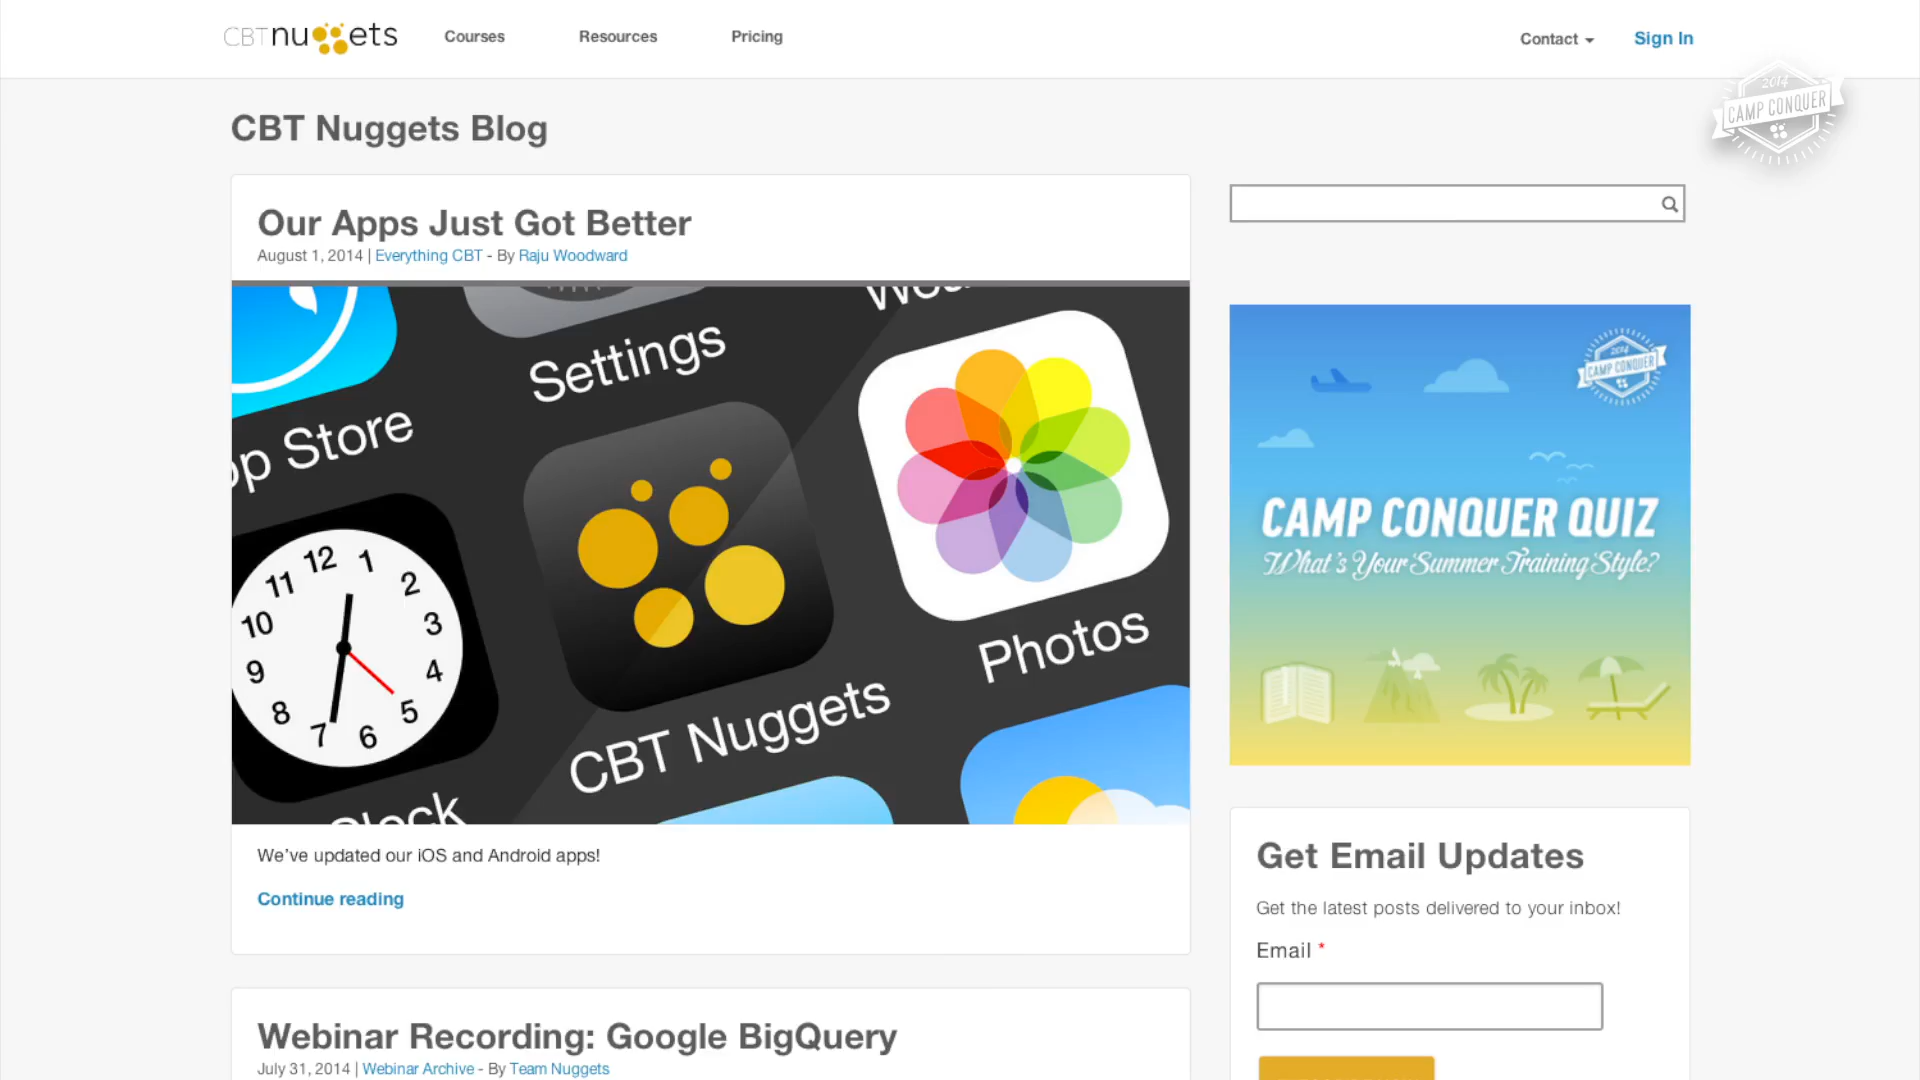 CBTnuggets
Courses
Resources
Pricing
Contact
Sign In
2014
CAMP CONQUER
CBT Nuggets Blog
Our Apps Just Got Better
August 1, 2014 | Everything CBT - By Raju Woodward
Settings
App Store
Photos
12
1
2
3
4
5
6
7
8
9
10
11
CBT Nuggets
Clock
2014
CAMP CONQUER
CAMP CONQUER QUIZ
What's Your Summer Training Style?
We've updated our iOS and Android apps!
Continue reading
Get Email Updates
Get the latest posts delivered to your inbox!
Email *
Webinar Recording: Google BigQuery
July 31, 2014 | Webinar Archive - By Team Nuggets